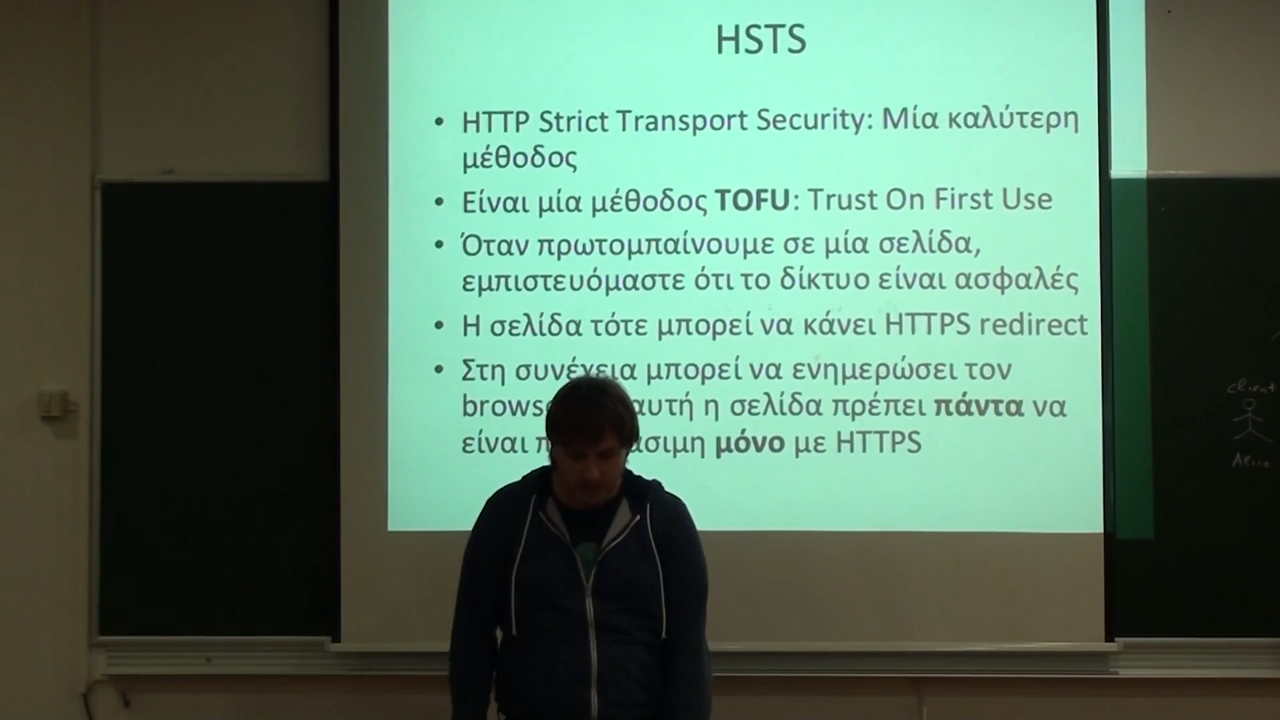 HSTS
• HTTP Strict Transport Security: Μία καλύτερη
μέθοδος
• Είναι μία μέθοδος TOFU: Trust On First Use
• Όταν πρωτομπαίνουμε σε μία σελίδα,
εμπιστευόμαστε ότι το δίκτυο είναι ασφαλές
• Η σελίδα τότε μπορεί να κάνει HTTPS redirect
• Στη συνέχεια μπορεί να ενημερώσει τον
αυτή η σελίδα πρέπει πάντα να
είναι μόνο με HTTPS
client
Alice